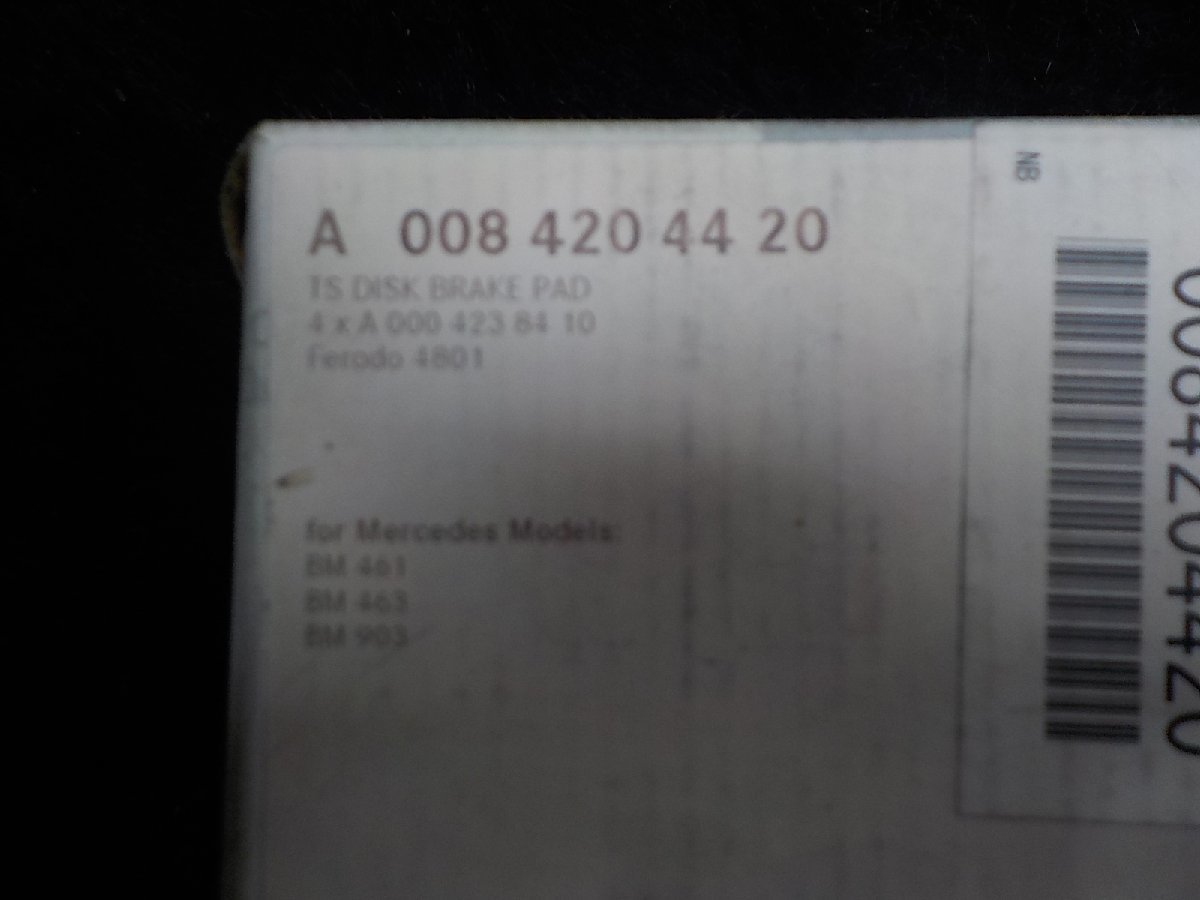 A 008 420 44 20
TS DISK BRAKE PAD
4 x A 000 423 84 10
Ferodo 4801
for Mercedes Models:
BM 461
BM 463
BM 903
NB
0084204420